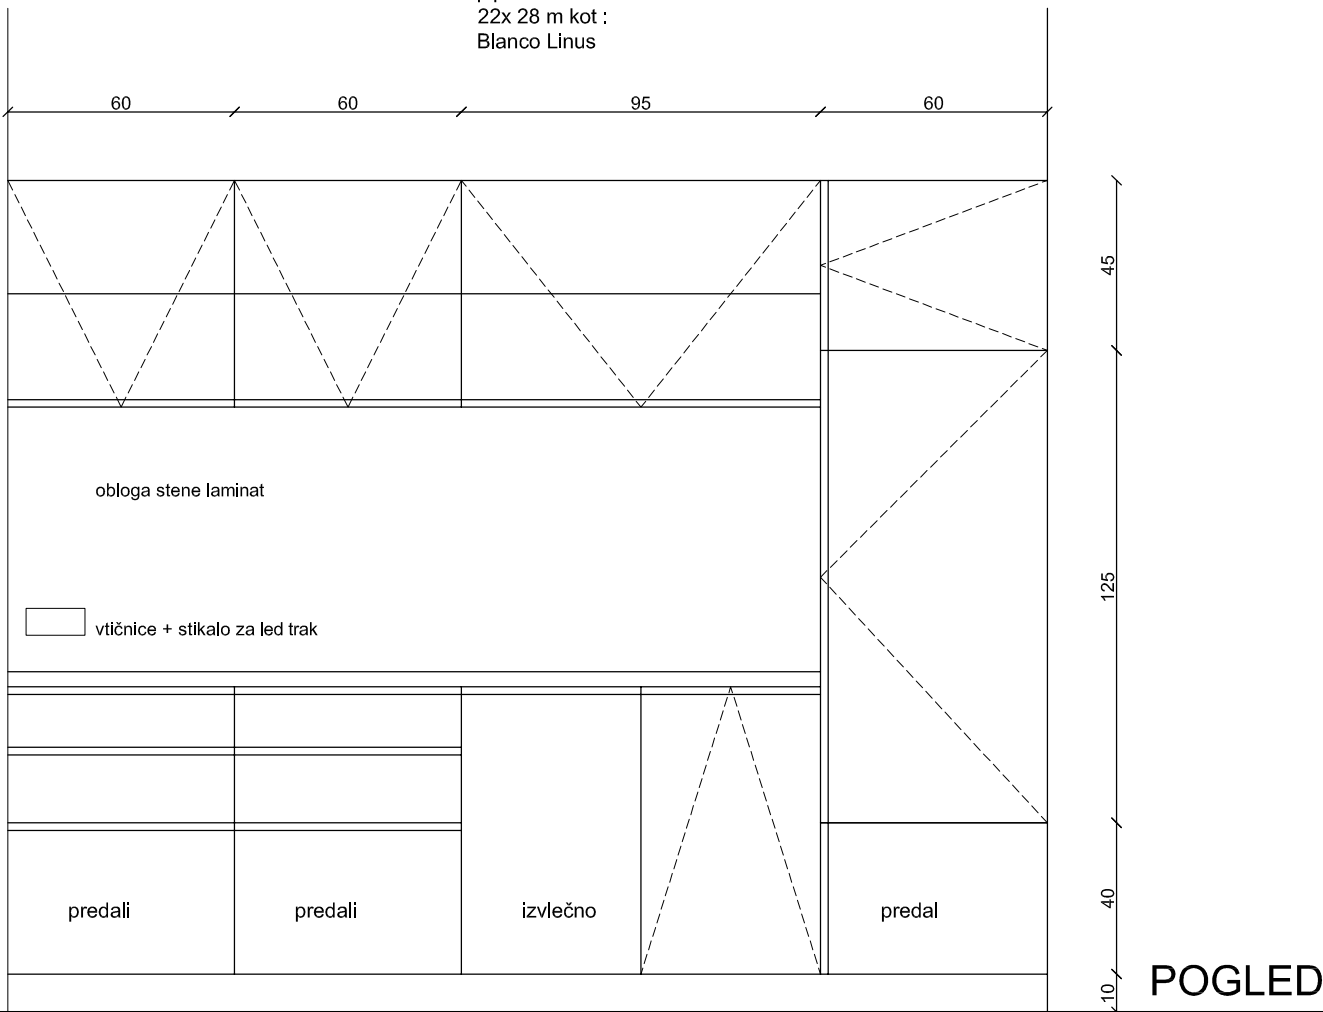 22x 28 m kot :
Blanco Linus
60
60
95
60
45
obloga stene laminat
125
vtičnice + stikalo za led trak
predali
predali
izvlečno
predal
40
10
POGLED